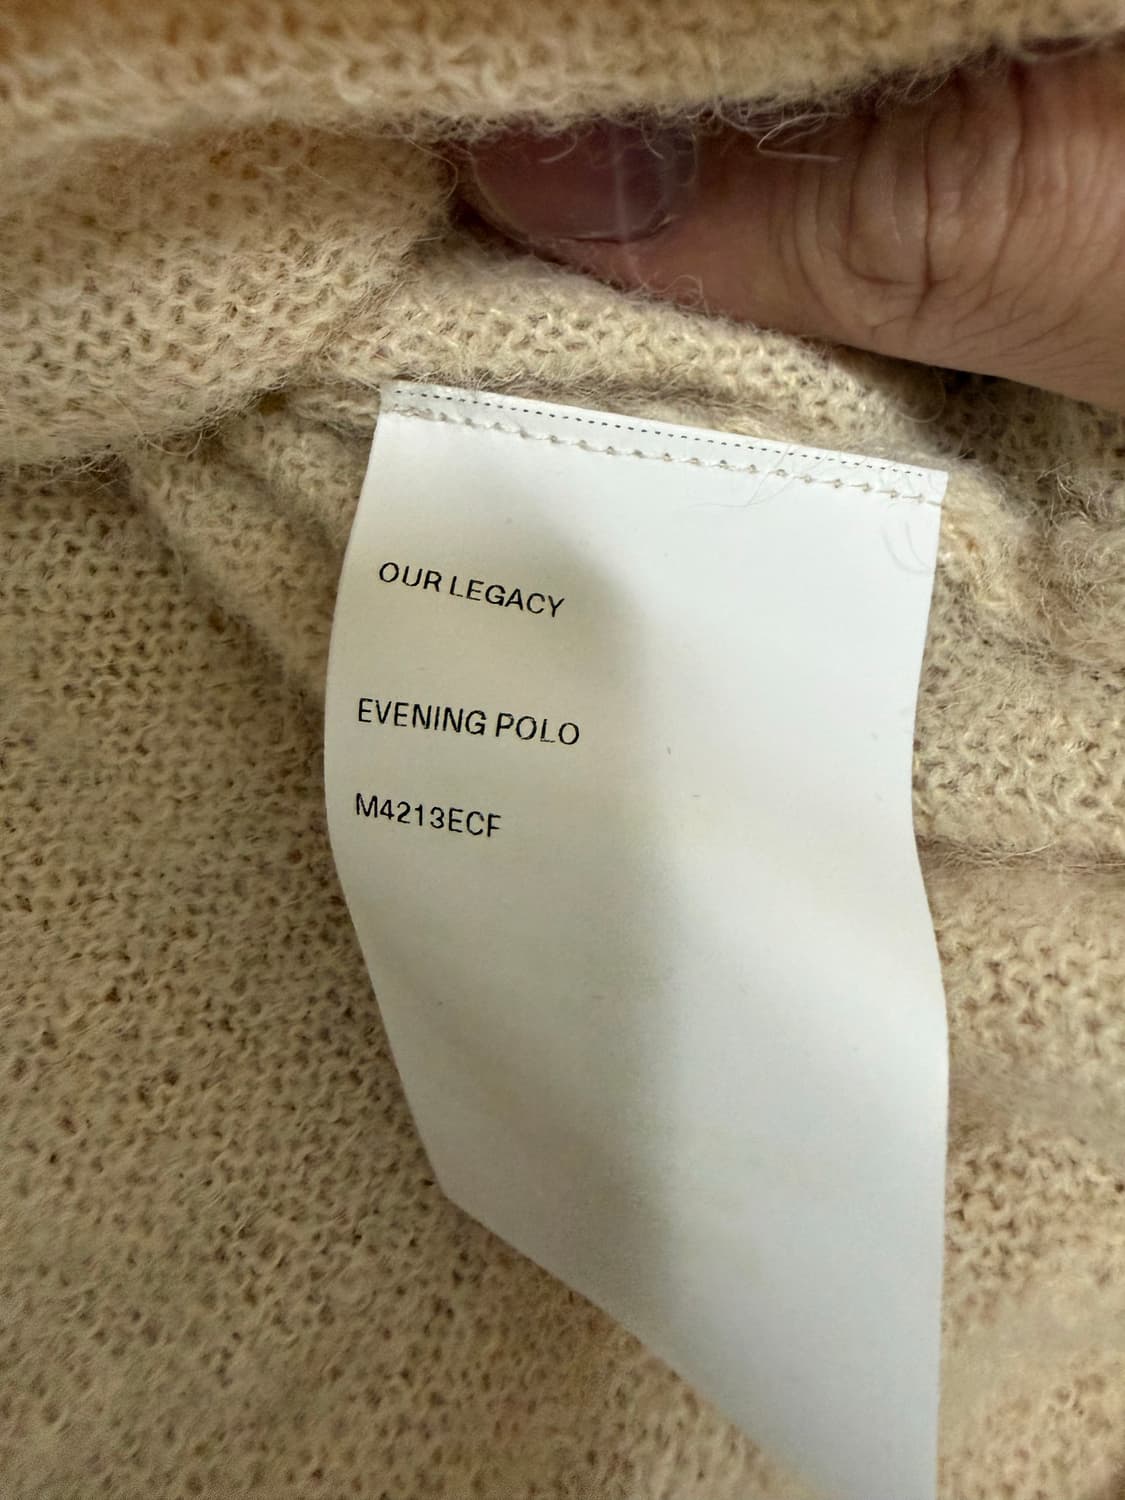 OUR LEGACY
EVENING POLO
M4213ECF